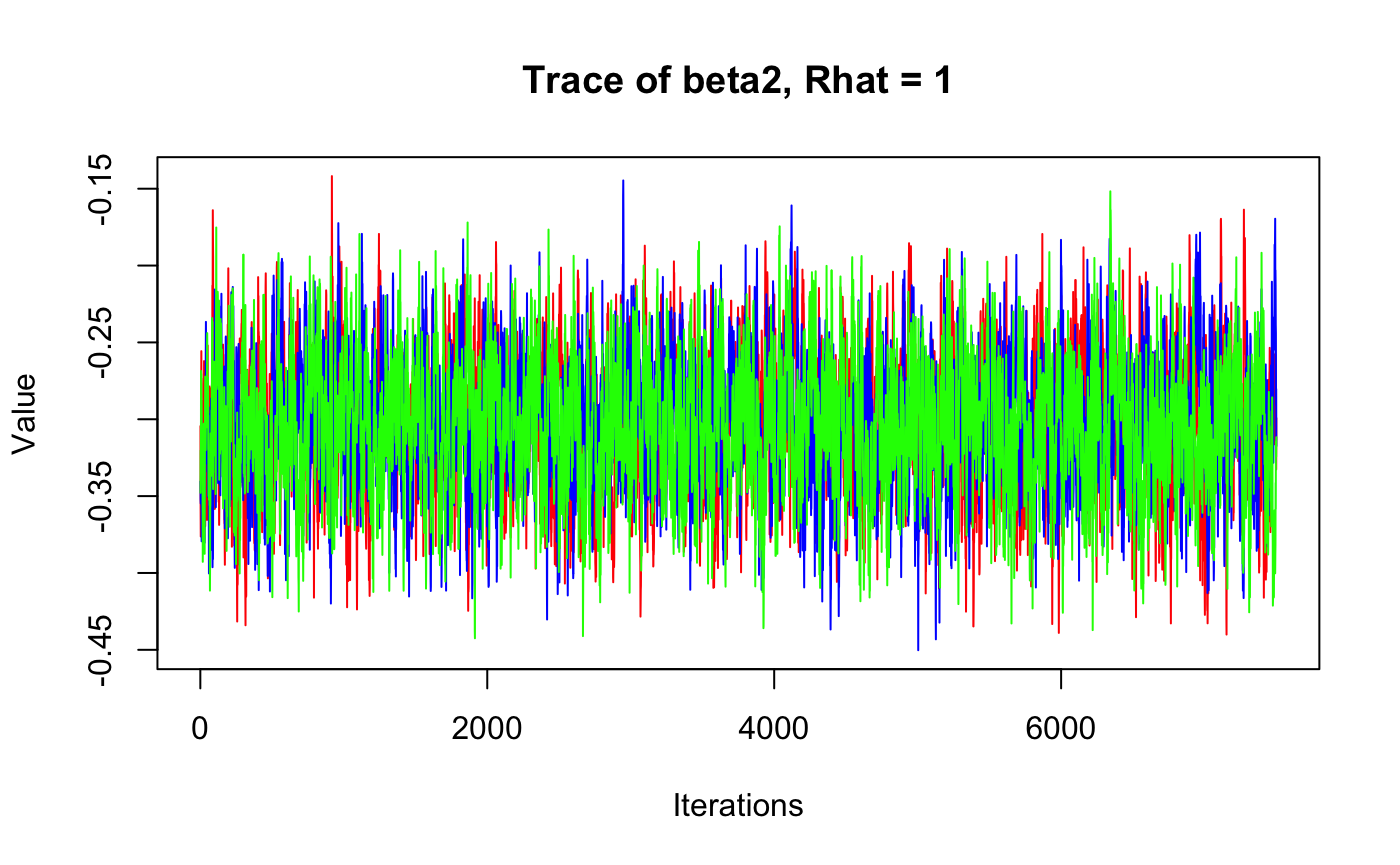 Trace of beta2, Rhat = 1
Value
-0.15
-0.25
-0.35
-0.45
0 2000 4000 6000
Iterations